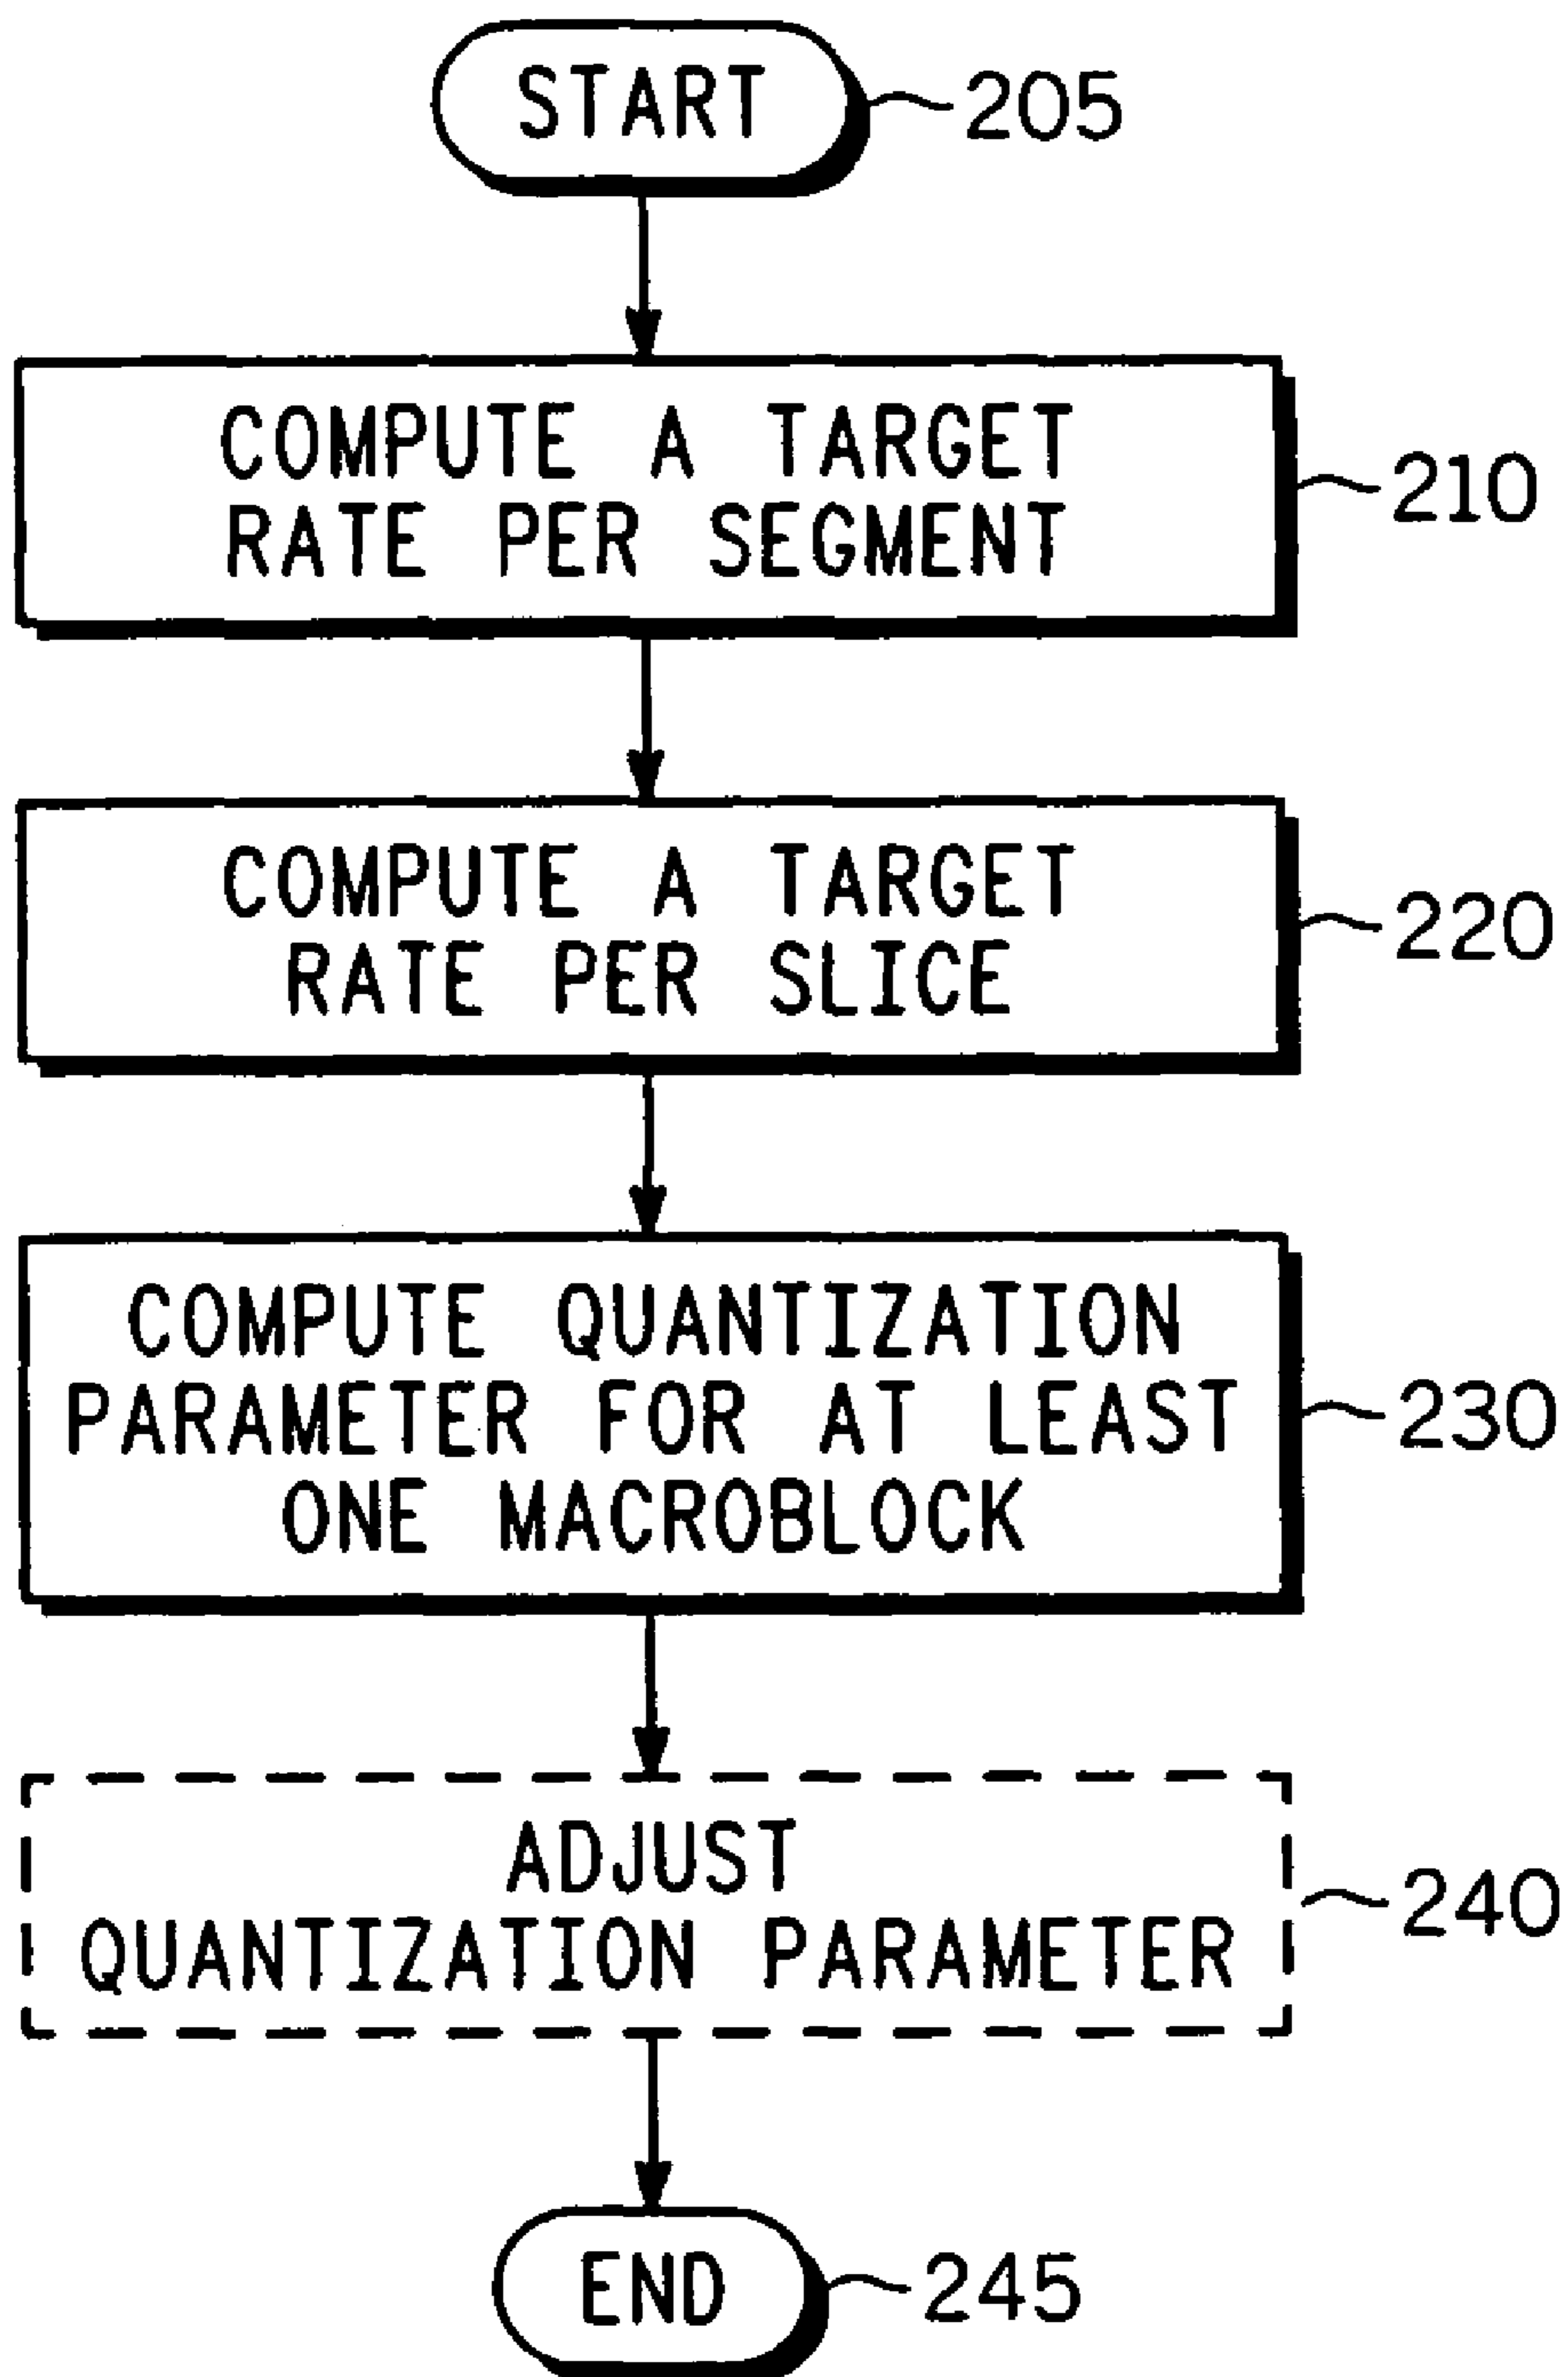 START
205
COMPUTE A TARGET
RATE PER SEGMENT
210
COMPUTE A TARGET
RATE PER SLICE
220
COMPUTE QUANTIZATION
PARAMETER FOR AT LEAST
ONE MACROBLOCK
230
ADJUST
QUANTIZATION PARAMETER
240
END
245